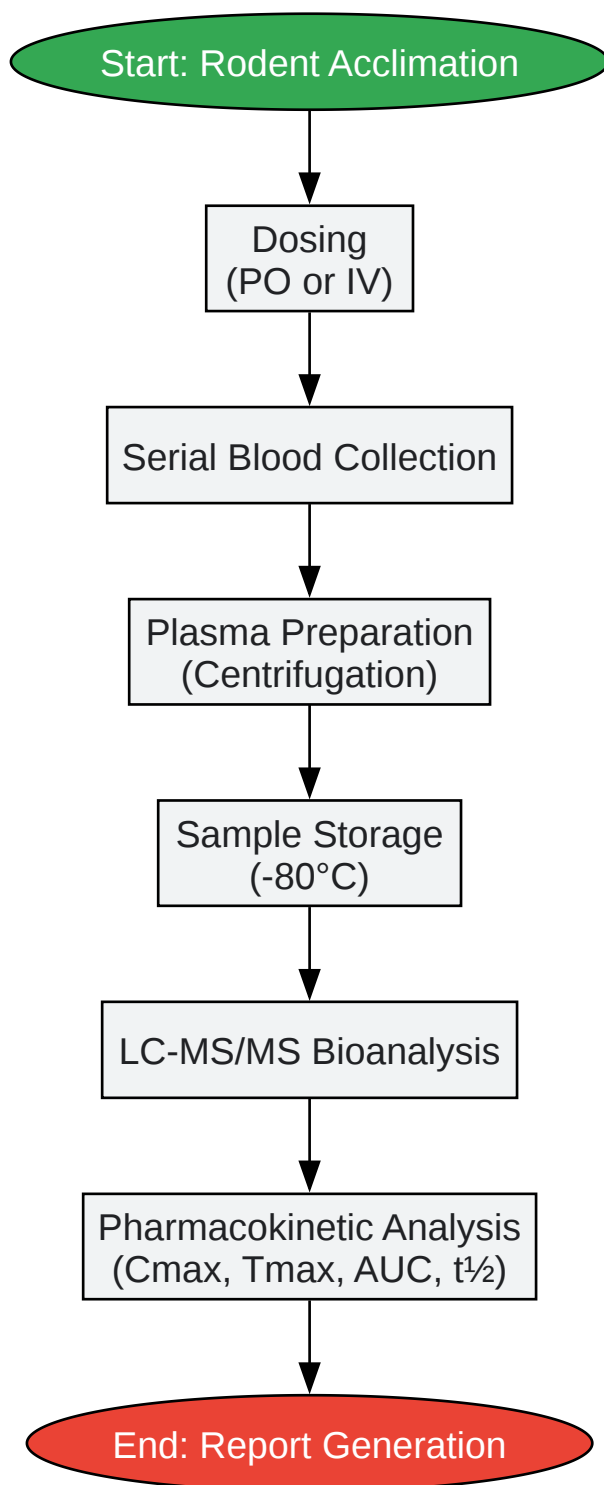 Start: Rodent Acclimation
Dosing
(PO or IV)
Serial Blood Collection
Plasma Preparation
(Centrifugation)
Sample Storage
(-80°C)
LC-MS/MS Bioanalysis
Pharmacokinetic Analysis
(Cmax, Tmax, AUC, t½)
End: Report Generation